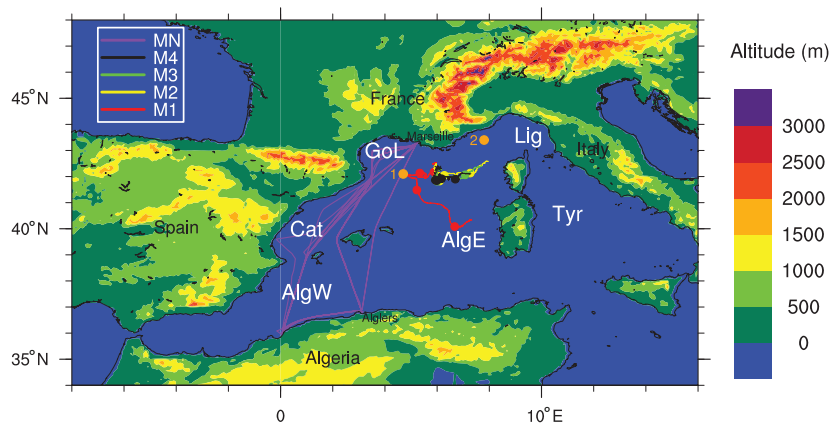 MN
M4
M3
M2
M1
Altitude (m)
3000
2500
2000
1500
1000
500
0
45°N
40°N
35°N
0
10°E
France
Marseille
2
Lig
GoL
Italy
1
Spain
Cat
Tyr
AlgE
AlgW
Algiers
Algeria